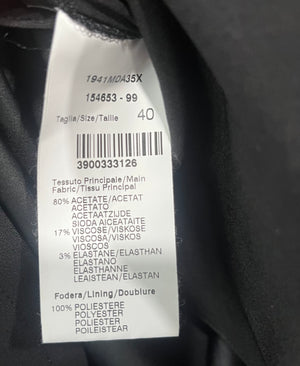 1941MDA35X
154653 - 99
Taglia/Size/Taille 40
3900333126
Tessuto Principale/Main
Fabric/Tissu Principal
80% ACETATE/ACETAT
ACETATO
ACETAATZIJDE
SIODA AICEATAITE
17% VISCOSE/VISKOSE
VISCOSA/VISKOS
VIOSCOS
3% ELASTANE/ELASTHAN
ELASTANO
ELASTHANNE
LEAISTEAN/ELASTAN
Fodera/Lining/Doublure
100% POLIESTERE
POLYESTER
POLIESTER
POILEISTEAR